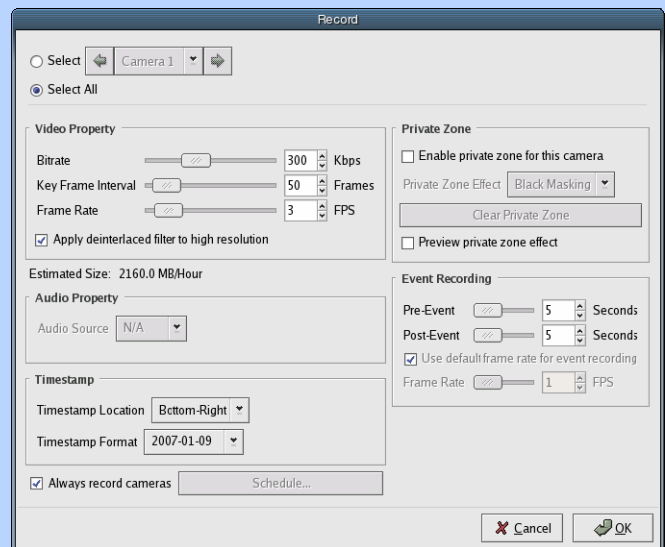 Record
Select Camera 1
Select All
Video Property
Bitrate 300 Kbps
Key Frame Interval 50 Frames
Frame Rate 3 FPS
Apply deinterlaced filter to high resolution
Estimated Size: 2160.0 MB/Hour
Audio Property
Audio Source N/A
Timestamp
Timestamp Location Bottom-Right
Timestamp Format 2007-01-09
Always record cameras Schedule...
Private Zone
Enable private zone for this camera
Private Zone Effect Black Masking
Clear Private Zone
Preview private zone effect
Event Recording
Pre-Event 5 Seconds
Post-Event 5 Seconds
Use default frame rate for event recording
Frame Rate 1 FPS
Cancel OK